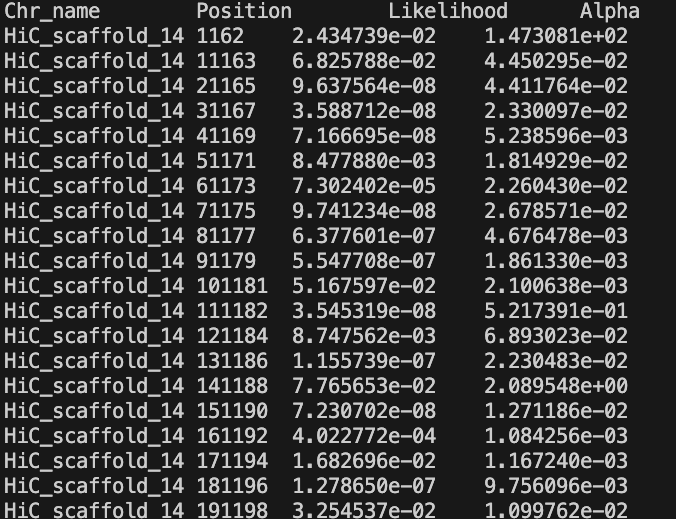 Chr_name Position Likelihood Alpha
HiC_scaffold_14 1162 2.434739e-02 1.473081e+02
HiC_scaffold_14 11163 6.825788e-02 4.450295e-02
HiC_scaffold_14 21165 9.637564e-08 4.411764e-02
HiC_scaffold_14 31167 3.588712e-08 2.330097e-02
HiC_scaffold_14 41169 7.166695e-08 5.238596e-03
HiC_scaffold_14 51171 8.477880e-03 1.814929e-02
HiC_scaffold_14 61173 7.302402e-05 2.260430e-02
HiC_scaffold_14 71175 9.741234e-08 2.678571e-02
HiC_scaffold_14 81177 6.377601e-07 4.676478e-03
HiC_scaffold_14 91179 5.547708e-07 1.861330e-03
HiC_scaffold_14 101181 5.167597e-02 2.100638e-03
HiC_scaffold_14 111182 3.545319e-08 5.217391e-01
HiC_scaffold_14 121184 8.747562e-03 6.893023e-02
HiC_scaffold_14 131186 1.155739e-07 2.230483e-02
HiC_scaffold_14 141188 7.765653e-02 2.089548e+00
HiC_scaffold_14 151190 7.230702e-08 1.271186e-02
HiC_scaffold_14 161192 4.022772e-04 1.084256e-03
HiC_scaffold_14 171194 1.682696e-02 1.167240e-03
HiC_scaffold_14 181196 1.278650e-07 9.756096e-03
HiC_scaffold_14 191198 3.254537e-02 1.099762e-02